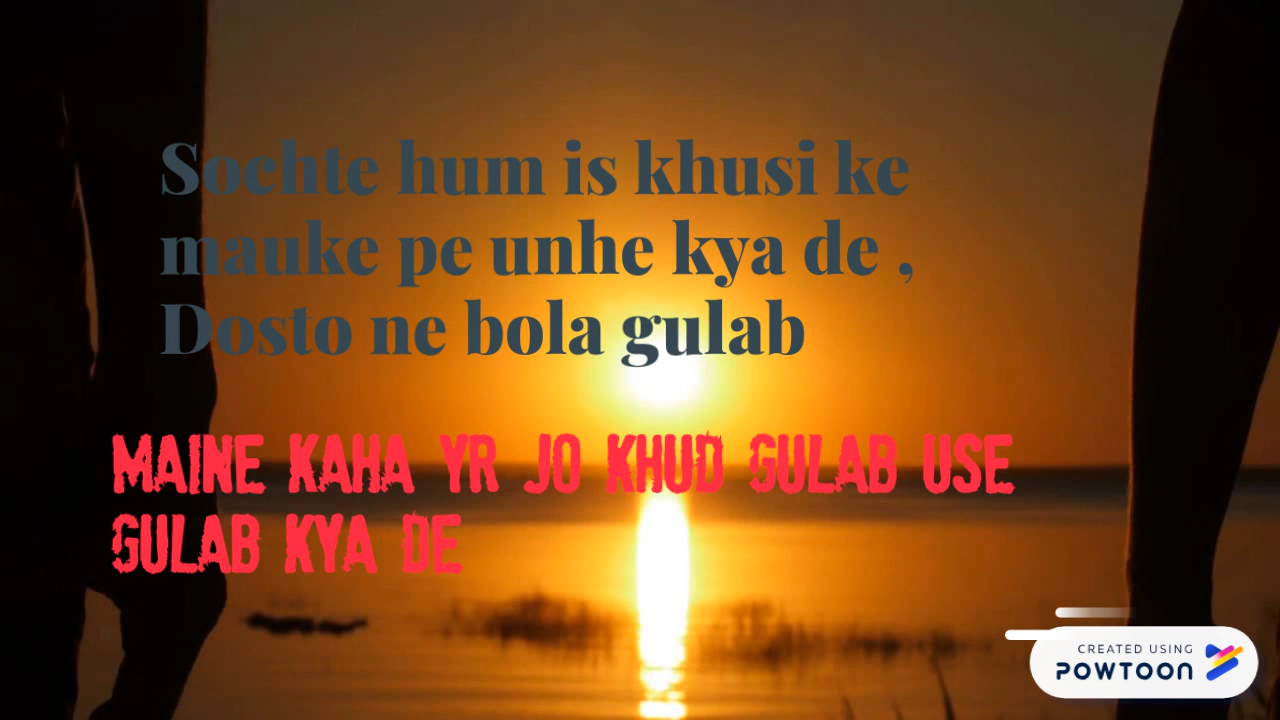 Sochte hum is khusi ke
mauke pe unhe kya de ,
Dosto ne bola gulab
MAINE KAHA YR JO KHUD GULAB USE
GULAB KYA DE
CREATED USING
POWTOON